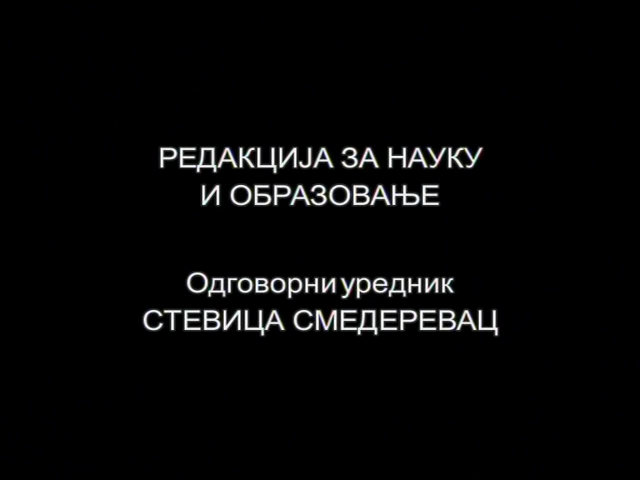 РЕДАКЦИЈА ЗА НАУКУ
И ОБРАЗОВАЊЕ
Одговорни уредник
СТЕВИЦА СМЕДЕРЕВАЦ